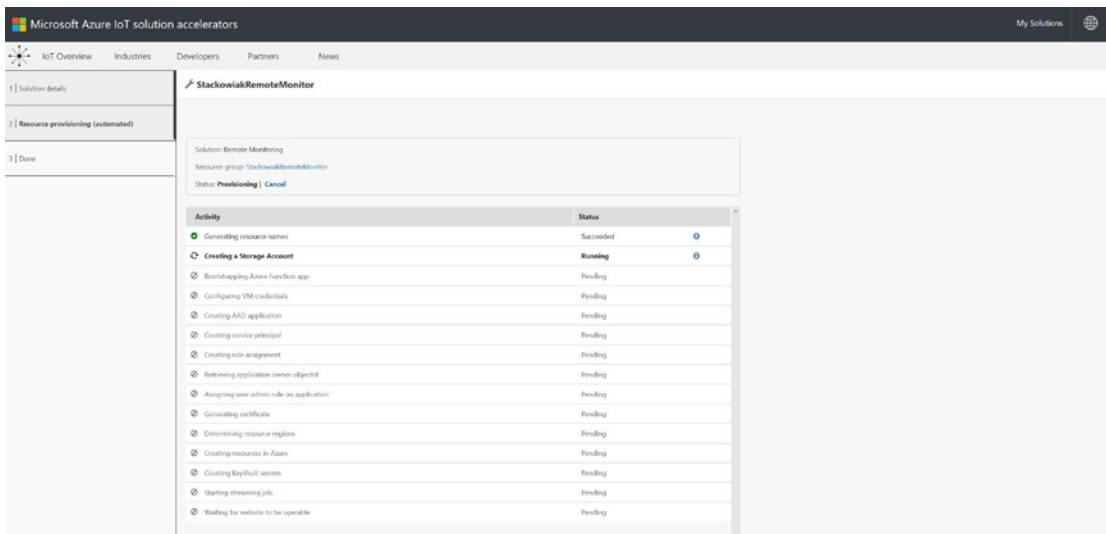 Microsoft Azure IoT solution accelerators My Solutions
IoT Overview Industries Developers Partners News
1 | Solution details
StackowiakRemoteMonitor
2 | Resource provisioning (automated)
3 | Done
Solution: Remote Monitoring
Resource group: StackowiakRemoteMonitor
Status: Provisioning | Cancel
Activity Status
Generating resource names Succeeded
Creating a Storage Account Running
Bootstrapping Azure function app Pending
Configuring VM credentials Pending
Creating AAD application Pending
Creating service principal Pending
Creating role assignment Pending
Retrieving application owner objectId Pending
Assigning user admin role on application Pending
Generating certificate Pending
Determining resource regions Pending
Creating resources in Azure Pending
Creating KeyVault secrets Pending
Starting streaming job Pending
Waiting for website to be operable Pending